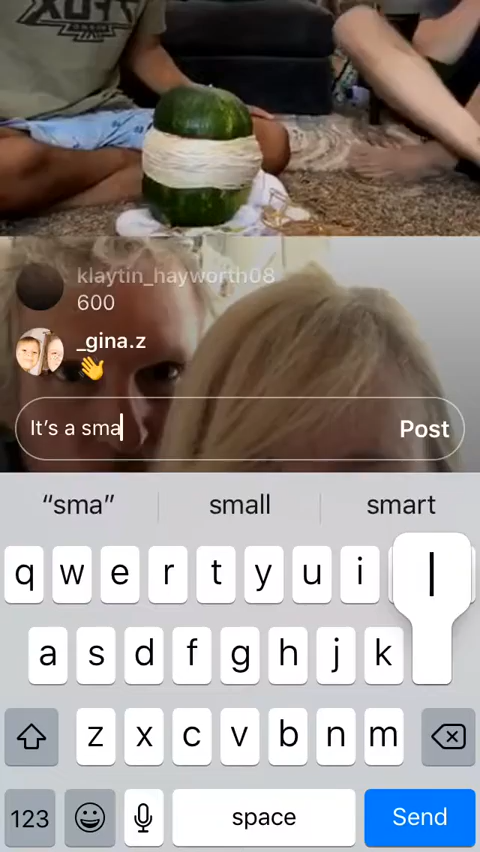 klaytin_hayworth08
600
_gina.z
👋
It's a sma
Post
“sma”
small
smart
q w e r t y u i
l
a s d f g h j k
z x c v b n m
123
space
Send